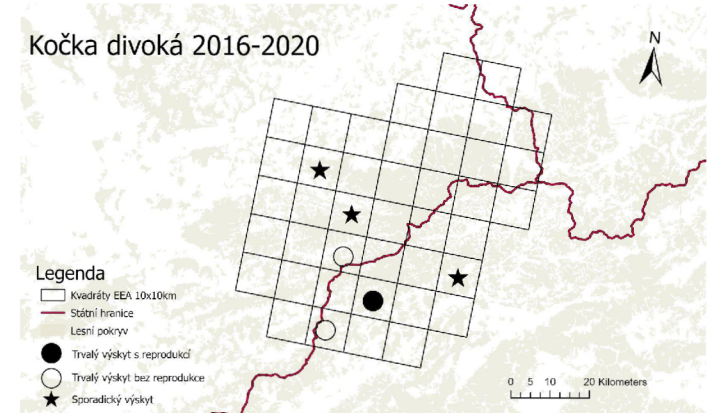 Kočka divoká 2016-2020
N
Legenda
Kvadráty EEA 10x10km
Státní hranice
Lesní pokryv
Trvalý výskyt s reprodukcí
Trvalý výskyt bez reprodukce
Sporadický výskyt
0 5 10 20 Kilometers